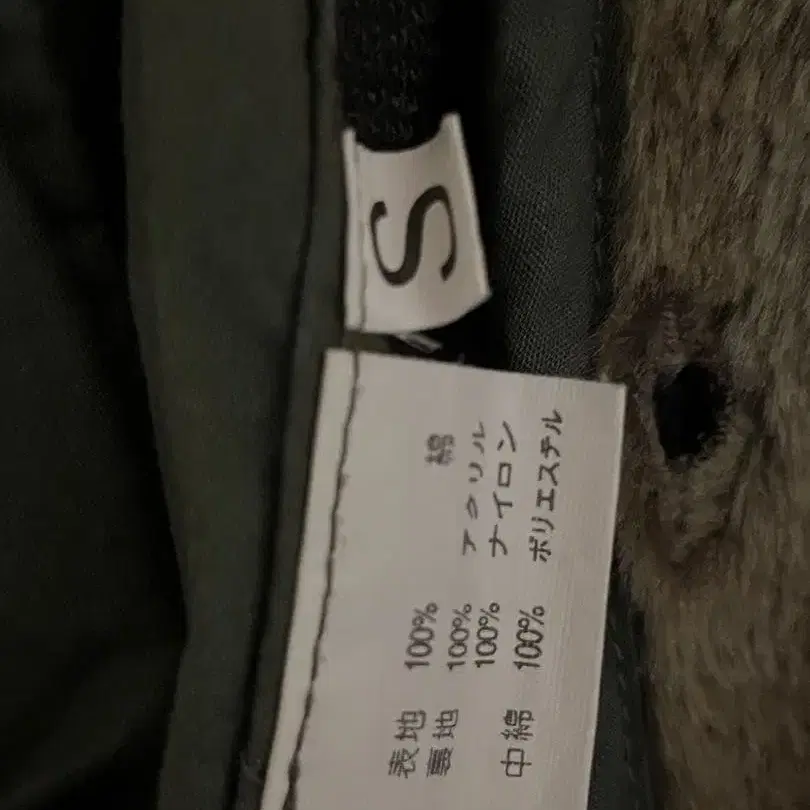 S
表地 100% 綿
裏地 100% アクリル
100% ナイロン
中綿 100% ポリエステル